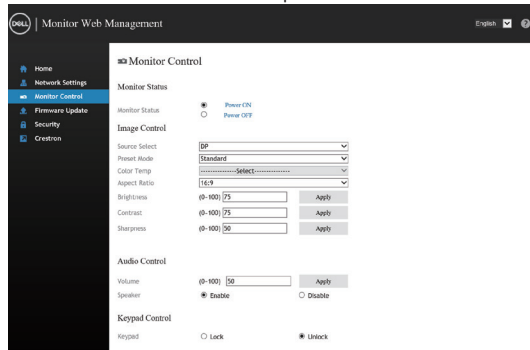 DELL Monitor Web Management English
Home
Network Settings
Monitor Control
Firmware Update
Security
Crestron
Monitor Control
Monitor Status
Monitor Status Power ON
Power OFF
Image Control
Source Select DP
Preset Mode Standard
Color Temp ---------------Select---------------
Aspect Ratio 16:9
Brightness (0~100) 75 Apply
Contrast (0~100) 75 Apply
Sharpness (0~100) 50 Apply
Audio Control
Volume (0~100) 50 Apply
Speaker Enable Disable
Keypad Control
Keypad Lock Unlock